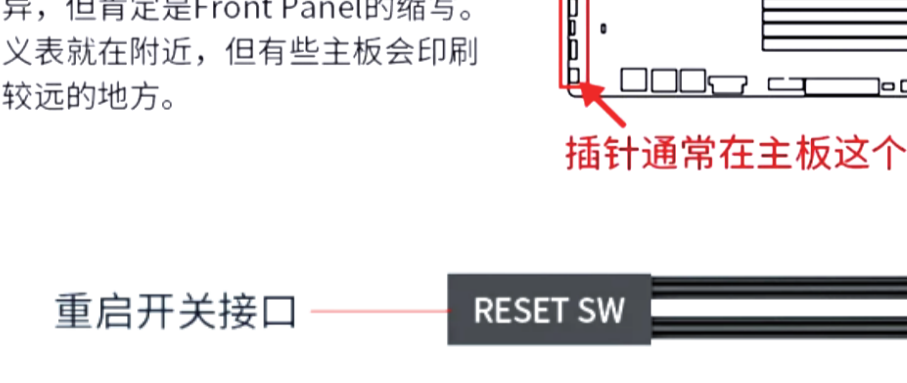 异，但肯定是Front Panel的缩写。
义表就在附近，但有些主板会印刷
较远的地方。
插针通常在主板这个
重启开关接口
RESET SW